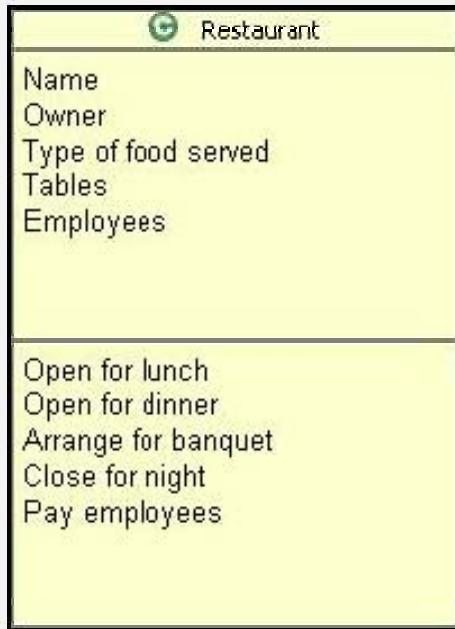 Restaurant
Name
Owner
Type of food served
Tables
Employees
Open for lunch
Open for dinner
Arrange for banquet
Close for night
Pay employees